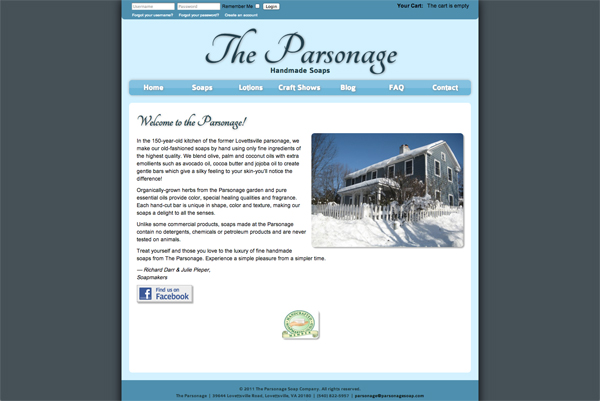 Username Password Remember Me Login Your Cart: The cart is empty
Forgot your username? Forgot your password? Create an account
The Parsonage
Handmade Soaps
Home Soaps Lotions Craft Shows Blog FAQ Contact
Welcome to the Parsonage!
In the 150-year-old kitchen of the former Lovettsville parsonage, we
make our old-fashioned soaps by hand using only fine ingredients of
the highest quality. We blend olive, palm and coconut oils with extra
emollients such as avocado oil, cocoa butter and jojoba oil to create
gentle bars which give a silky feeling to your skin-you'll notice the
difference!
Organically-grown herbs from the Parsonage garden and pure
essential oils provide color, special healing qualities and fragrance.
Each hand-cut bar is unique in shape, color and texture, making our
soaps a delight to all the senses.
Unlike some commercial products, soaps made at the Parsonage
contain no detergents, chemicals or petroleum products and are never
tested on animals.
Treat yourself and those you love to the luxury of fine handmade
soaps from The Parsonage. Experience a simple pleasure from a simpler time.
— Richard Darr & Julie Pieper,
Soapmakers
Find us on
Facebook
HANDCRAFTED
MEMBER
© 2011 The Parsonage Soap Company. All rights reserved.
The Parsonage | Lovettsville Road, Lovettsville, VA 20180 | parsonage@parsonagesoap.com